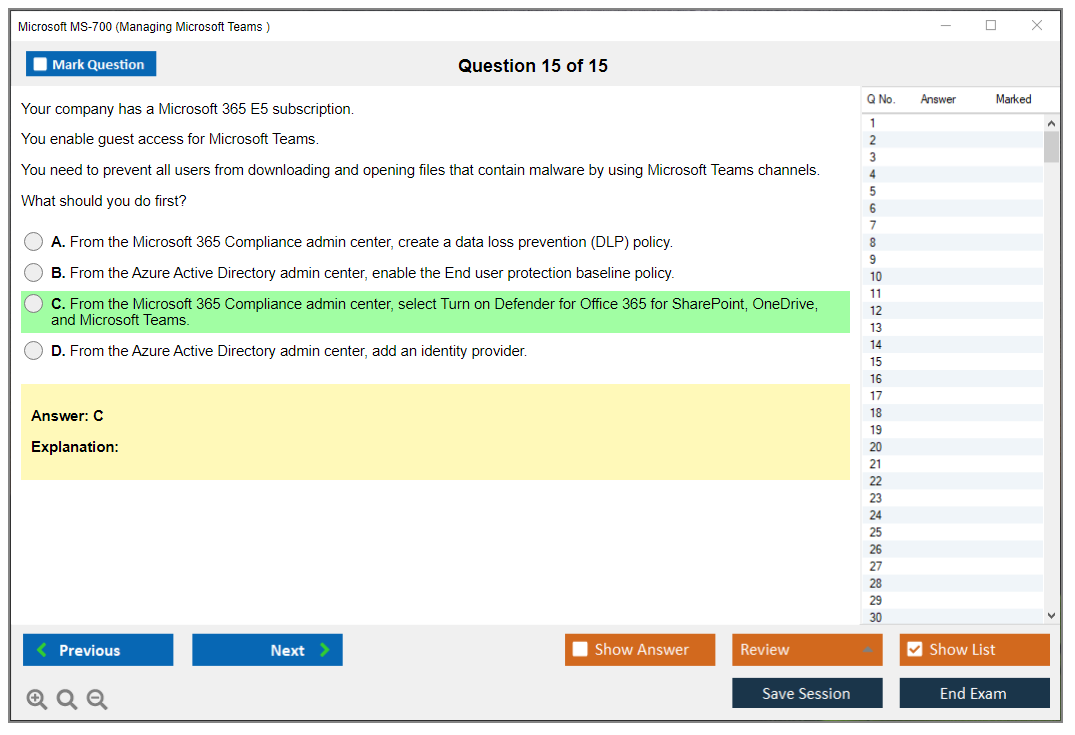 Microsoft MS-700 (Managing Microsoft Teams )
Mark Question
Question 15 of 15
Your company has a Microsoft 365 E5 subscription.
You enable guest access for Microsoft Teams.
You need to prevent all users from downloading and opening files that contain malware by using Microsoft Teams channels.
What should you do first?
A. From the Microsoft 365 Compliance admin center, create a data loss prevention (DLP) policy.
B. From the Azure Active Directory admin center, enable the End user protection baseline policy.
C. From the Microsoft 365 Compliance admin center, select Turn on Defender for Office 365 for SharePoint, OneDrive,
and Microsoft Teams.
D. From the Azure Active Directory admin center, add an identity provider.
Answer: C
Explanation:
Q No. Answer Marked
1
2
3
4
5
6
7
8
9
10
11
12
13
14
15
16
17
18
19
20
21
22
23
24
25
26
27
28
29
30
Previous
Next
Show Answer
Review
Show List
Save Session
End Exam